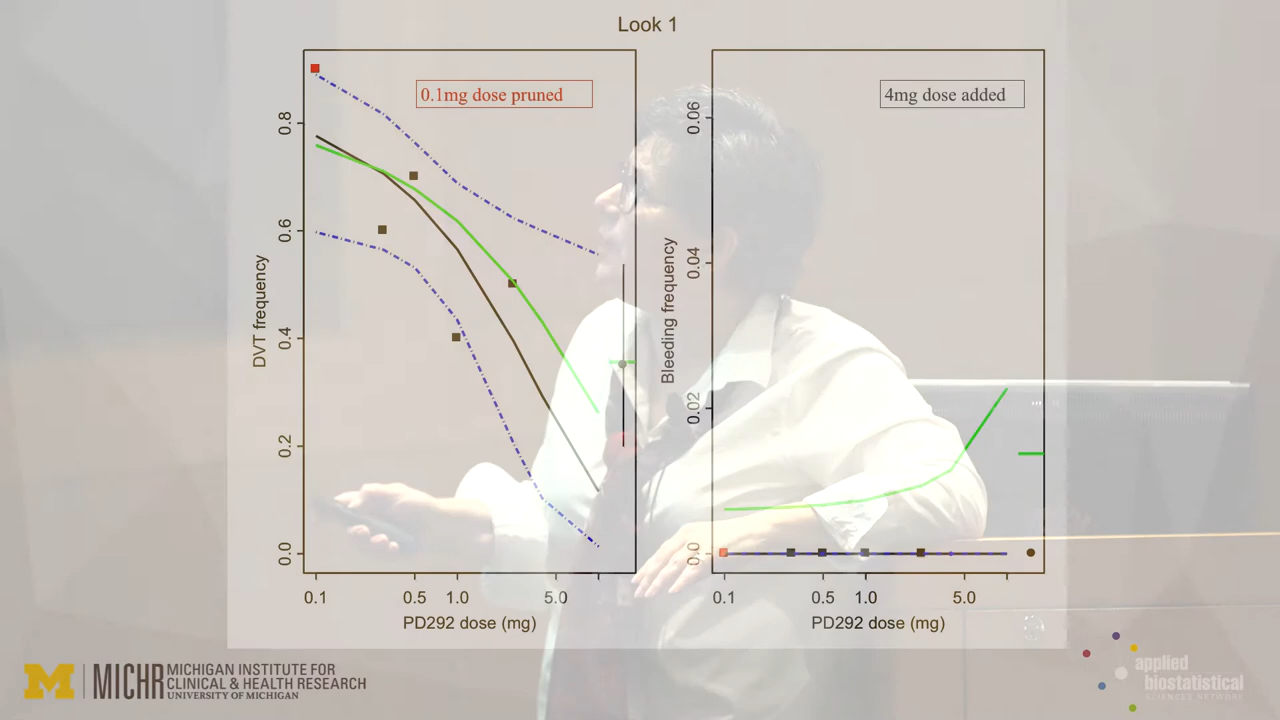 Look 1
0.1mg dose pruned
4mg dose added
DVT frequency
0.8
0.6
0.4
0.2
0.0
0.1
0.5
1.0
5.0
PD292 dose (mg)
Bleeding frequency
0.06
0.04
0.02
0.0
0.1
0.5
1.0
5.0
PD292 dose (mg)
M
MICHR
MICHIGAN INSTITUTE FOR
CLINICAL & HEALTH RESEARCH
UNIVERSITY OF MICHIGAN
applied
biostatistical
SCIENCES NETWORK